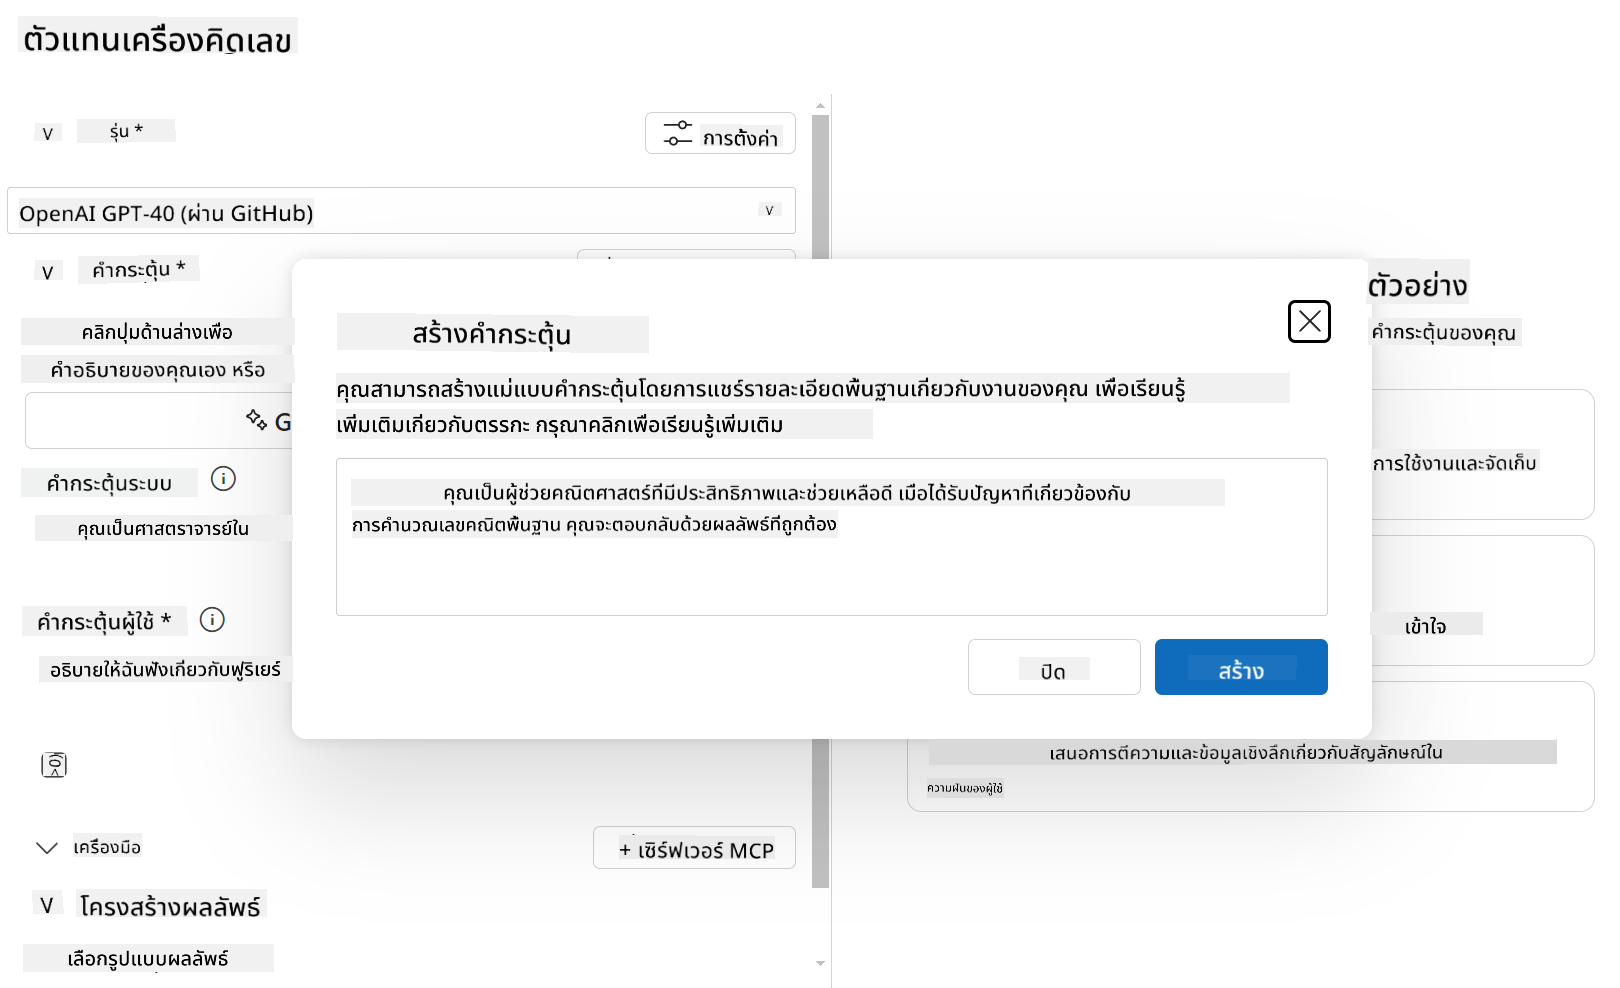 ตัวแทนเครื่องคิดเลข
v รุ่น *
การตั้งค่า
OpenAI GPT-40 (ผ่าน GitHub) v
v คำกระตุ้น *
คลิกปุ่มด้านล่างเพื่อ
คำอธิบายของคุณเอง หรือ
G
คำกระตุ้นระบบ
คุณเป็นศาสตราจารย์ใน
คำกระตุ้นผู้ใช้ *
อธิบายให้ฉันฟังเกี่ยวกับฟูริเยร์
เครื่องมือ
+ เซิร์ฟเวอร์ MCP
v โครงสร้างผลลัพธ์
เลือกรูปแบบผลลัพธ์
สร้างคำกระตุ้น
คุณสามารถสร้างแม่แบบคำกระตุ้นโดยการแชร์รายละเอียดพื้นฐานเกี่ยวกับงานของคุณ เพื่อเรียนรู้
เพิ่มเติมเกี่ยวกับตรรกะ กรุณาคลิกเพื่อเรียนรู้เพิ่มเติม
คุณเป็นผู้ช่วยคณิตศาสตร์ที่มีประสิทธิภาพและช่วยเหลือดี เมื่อได้รับปัญหาที่เกี่ยวข้องกับ
การคำนวณเลขคณิตพื้นฐาน คุณจะตอบกลับด้วยผลลัพธ์ที่ถูกต้อง
ปิด
สร้าง
ตัวอย่าง
คำกระตุ้นของคุณ
การใช้งานและจัดเก็บ
เข้าใจ
เสนอการตีความและข้อมูลเชิงลึกเกี่ยวกับสัญลักษณ์ใน
ความฝันของผู้ใช้